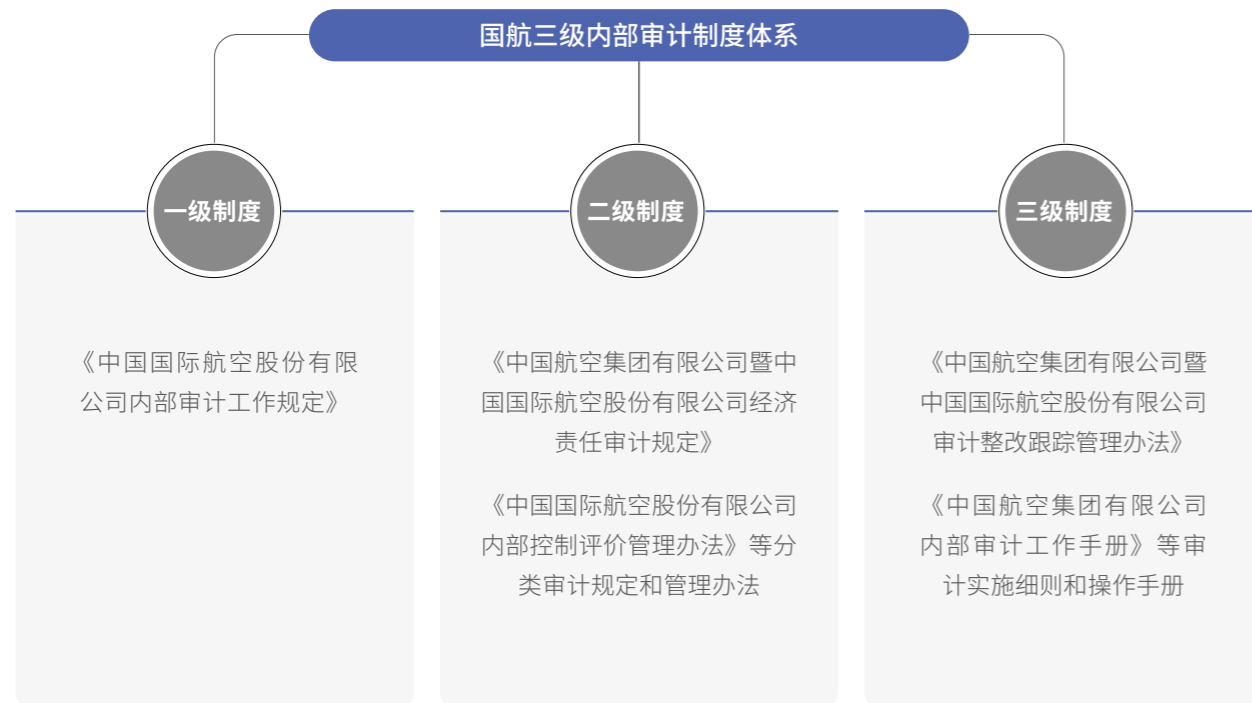 国航三级内部审计制度体系
一级制度
《中国国际航空股份有限
公司内部审计工作规定》
二级制度
《中国航空集团有限公司暨中
国国际航空股份有限公司经济
责任审计规定》
《中国国际航空股份有限公司
内部控制评价管理办法》等分
类审计规定和管理办法
三级制度
《中国航空集团有限公司暨
中国国际航空股份有限公司
审计整改跟踪管理办法》
《中国航空集团有限公司
内部审计工作手册》等审
计实施细则和操作手册